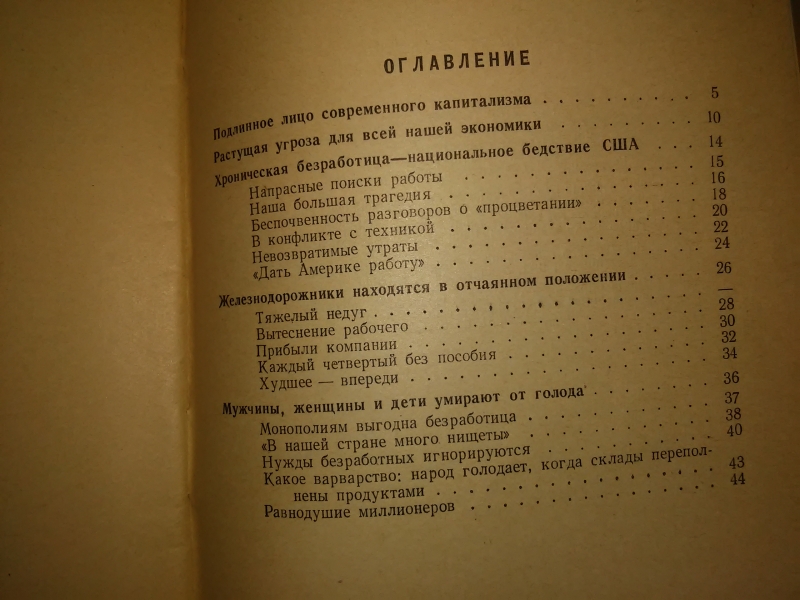 ОГЛАВЛЕНИЕ
Подлинное лицо современного капитализма . . . . . . . . . . 5
Растущая угроза для всей нашей экономики . . . . . . . . . 10
Хроническая безработица—национальное бедствие США . . . 14
Напрасные поиски работы . . . . . . . . . . . . 15
Наша большая трагедия . . . . . . . . . . . . 16
Беспочвенность разговоров о «процветании» . . . . . . 18
В конфликте с техникой . . . . . . . . . . . . 20
Невозвратимые утраты . . . . . . . . . . . . 22
«Дать Америке работу» . . . . . . . . . . . . 24
Железнодорожники находятся в отчаянном положении . . . . . 26
Тяжелый недуг . . . . . . . . . . . . . . . —
Вытеснение рабочего . . . . . . . . . . . . . 28
Прибыли компании . . . . . . . . . . . . . 30
Каждый четвертый без пособия . . . . . . . . . . 32
Худшее — впереди . . . . . . . . . . . . . 34
Мужчины, женщины и дети умирают от голода . . . . . . . 36
Монополиям выгодна безработица . . . . . . . . . 37
«В нашей стране много нищеты» . . . . . . . . . 38
Нужды безработных игнорируются . . . . . . . . 40
Какое варварство: народ голодает, когда склады перепол-
нены продуктами . . . . . . . . . . . . . 43
Равнодушие миллионеров . . . . . . . . . . . . 44